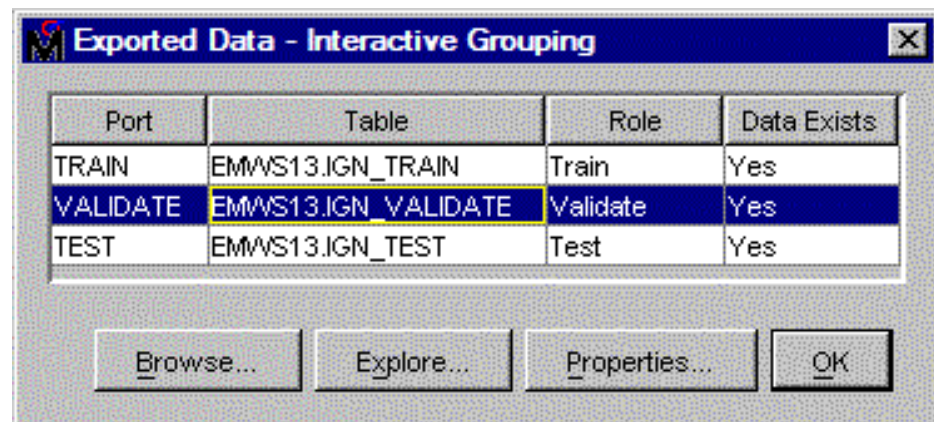 Exported Data - Interactive Grouping
Port Table Role Data Exists
TRAIN EMWS13.IGN_TRAIN Train Yes
VALIDATE EMWS13.IGN_VALIDATE Validate Yes
TEST EMWS13.IGN_TEST Test Yes
Browse... Explore... Properties... OK